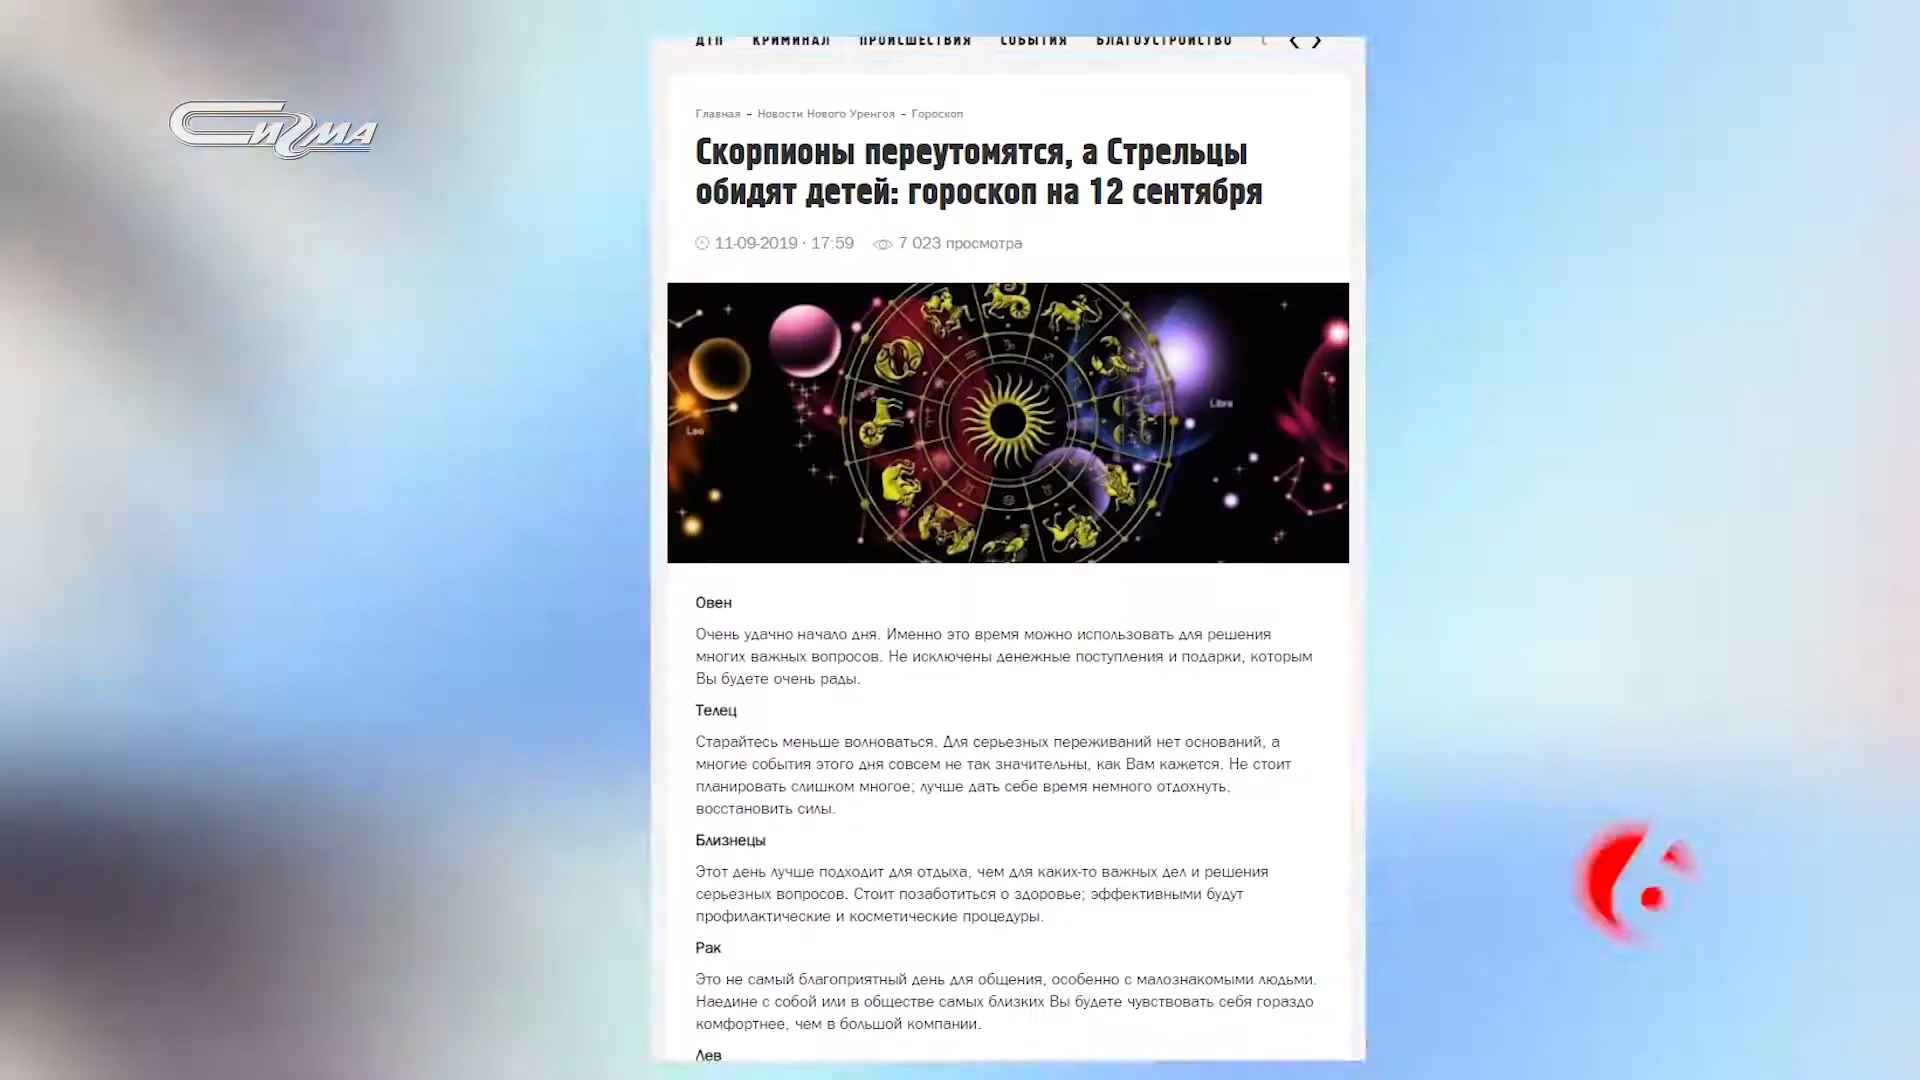 ДТП КРИМИНАЛ ПРОИСШЕСТВИЯ СОБЫТИЯ БЛАГОУСТРОЙСТВО
СИГМА
Главная - Новости Нового Уренгоя - Гороскоп
Скорпионы переутомятся, а Стрельцы
обидят детей: гороскоп на 12 сентября
11-09-2019 · 17:59 7 023 просмотра
Leo
Libra
Овен
Очень удачно начало дня. Именно это время можно использовать для решения
многих важных вопросов. Не исключены денежные поступления и подарки, которым
Вы будете очень рады.
Телец
Старайтесь меньше волноваться. Для серьезных переживаний нет оснований, а
многие события этого дня совсем не так значительны, как Вам кажется. Не стоит
планировать слишком многое; лучше дать себе время немного отдохнуть,
восстановить силы.
Близнецы
Этот день лучше подходит для отдыха, чем для каких-то важных дел и решения
серьезных вопросов. Стоит позаботиться о здоровье; эффективными будут
профилактические и косметические процедуры.
Рак
Это не самый благоприятный день для общения, особенно с малознакомыми людьми.
Наедине с собой или в обществе самых близких Вы будете чувствовать себя гораздо
комфортнее, чем в большой компании.
Лев